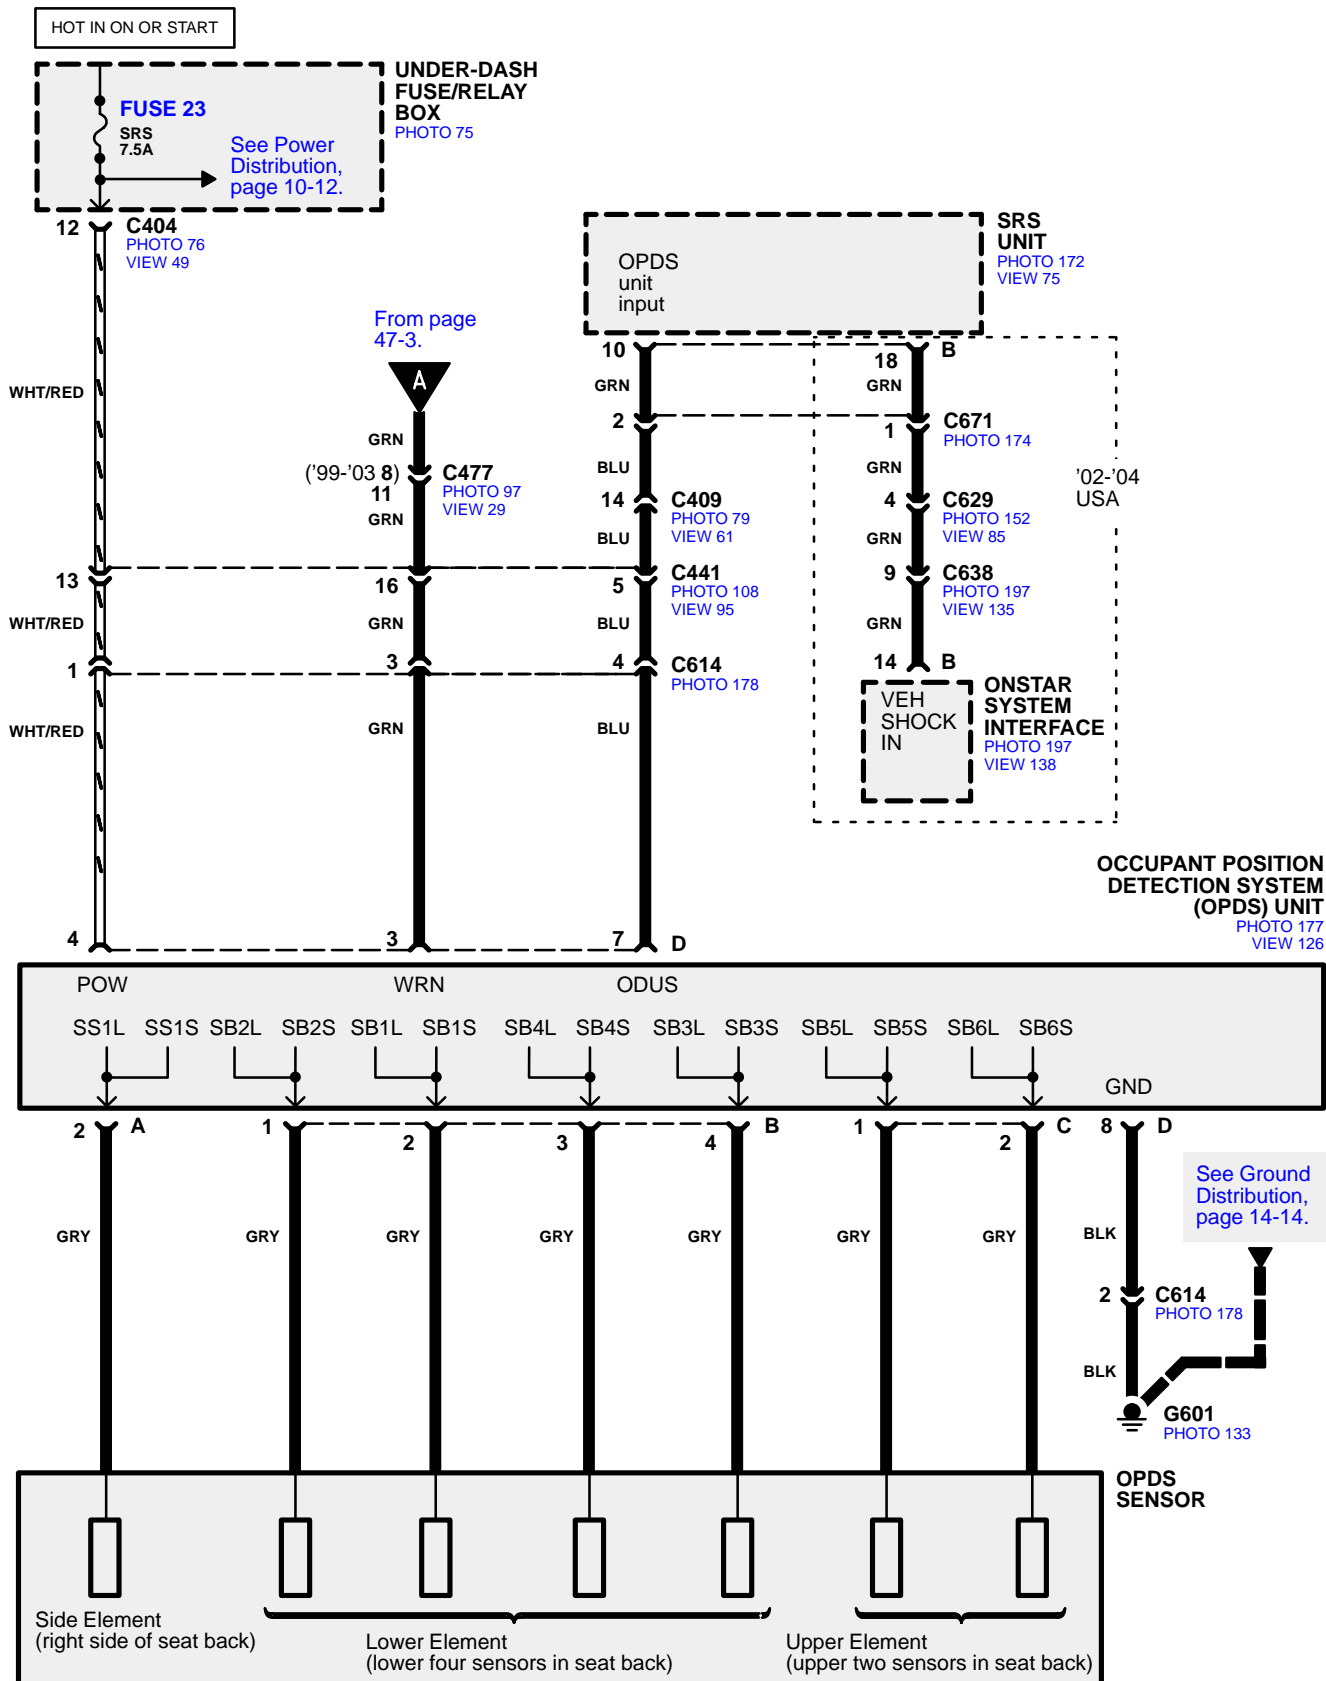 HOT IN ON OR START
UNDER-DASH
FUSE/RELAY
BOX
PHOTO 75
FUSE 23
SRS
7.5A
See Power
Distribution,
page 10-12.
12
C404
PHOTO 76
VIEW 49
SRS
UNIT
PHOTO 172
VIEW 75
OPDS
unit
input
From page
47-3.
A
10
18
B
WHT/RED
GRN
GRN
2
1
C671
PHOTO 174
GRN
('99-'03 8)
11
C477
PHOTO 97
VIEW 29
BLU
GRN
'02-'04
USA
14
C409
PHOTO 79
VIEW 61
4
C629
PHOTO 152
VIEW 85
GRN
BLU
GRN
13
16
5
C441
PHOTO 108
VIEW 95
9
C638
PHOTO 197
VIEW 135
WHT/RED
GRN
BLU
GRN
1
3
4
C614
PHOTO 178
14
B
VEH
SHOCK
IN
ONSTAR
SYSTEM
INTERFACE
PHOTO 197
VIEW 138
WHT/RED
GRN
BLU
OCCUPANT POSITION
DETECTION SYSTEM
(OPDS) UNIT
PHOTO 177
VIEW 126
4
3
7
D
POW
WRN
ODUS
SS1L SS1S SB2L SB2S SB1L SB1S SB4L SB4S SB3L SB3S SB5L SB5S SB6L SB6S
GND
2
A
1
2
3
4
B
1
2
C
8
D
See Ground
Distribution,
page 14-14.
GRY
GRY
GRY
GRY
GRY
GRY
GRY
BLK
2
C614
PHOTO 178
BLK
G601
PHOTO 133
OPDS
SENSOR
Side Element
(right side of seat back)
Lower Element
(lower four sensors in seat back)
Upper Element
(upper two sensors in seat back)